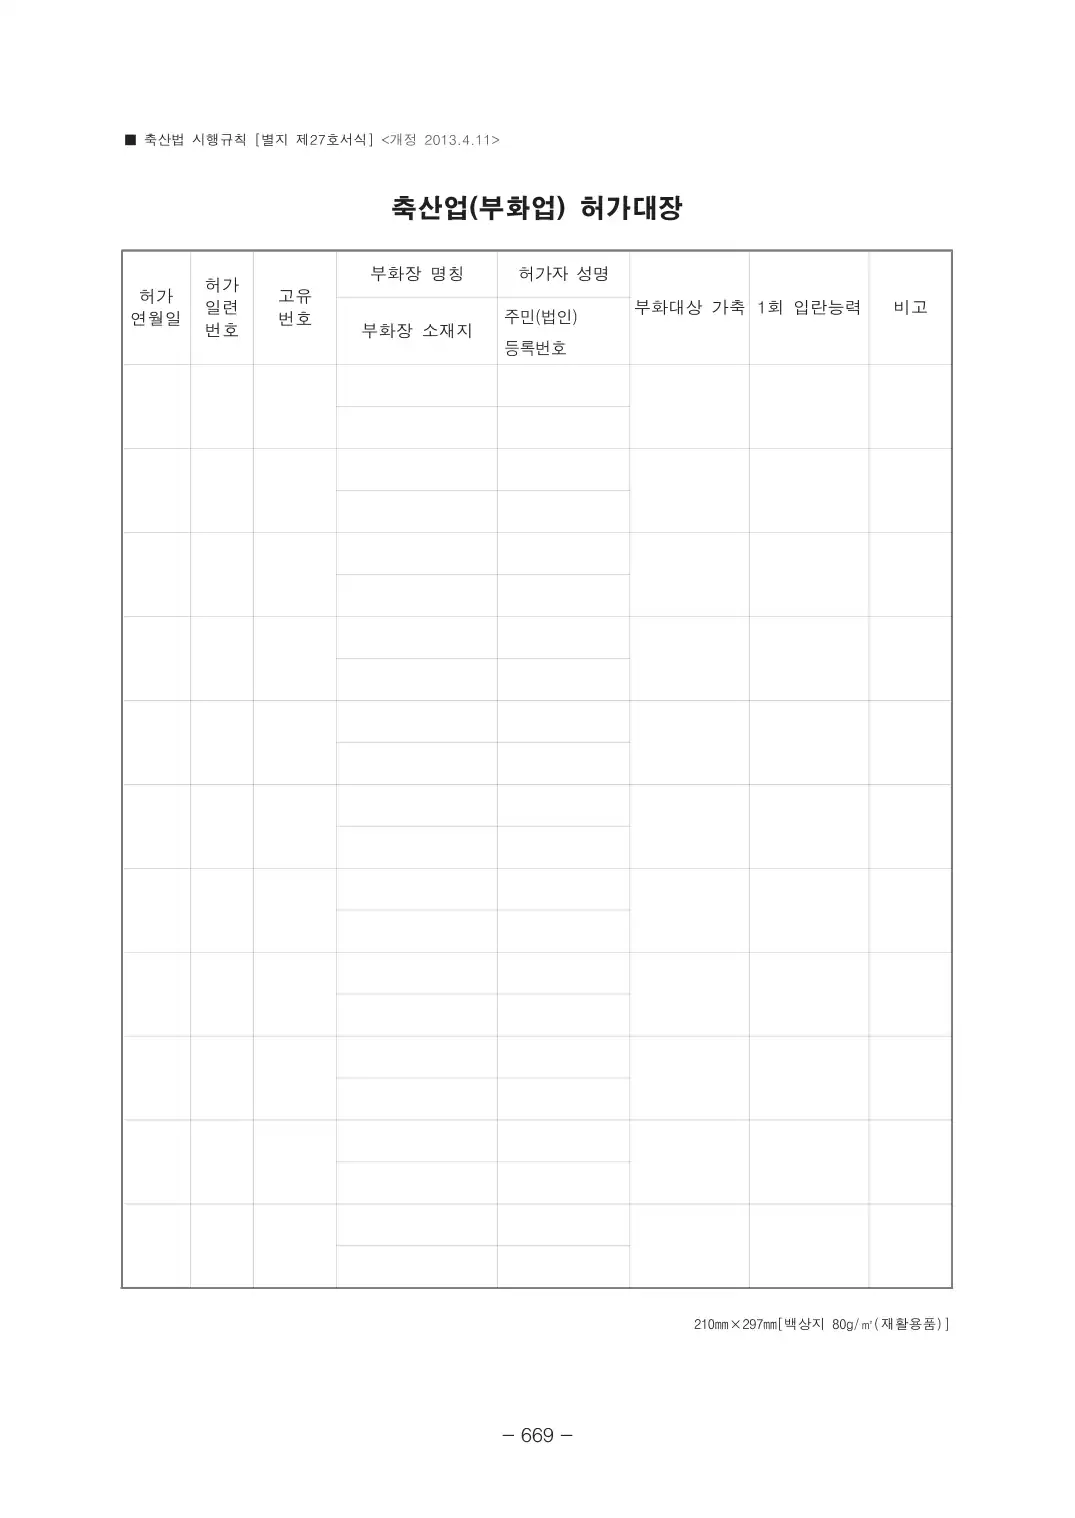 ■ 축산법 시행규칙 [별지 제27호서식] <개정 2013.4.11>
축산업(부화업) 허가대장
허가
연월일
허가
일련
번호
고유
번호
부화장 명칭
부화장 소재지
허가자 성명
주민(법인)
등록번호
부화대상 가축
1회 입란능력
비고
210㎜×297㎜[백상지 80g/㎡(재활용품)]
- 669 -